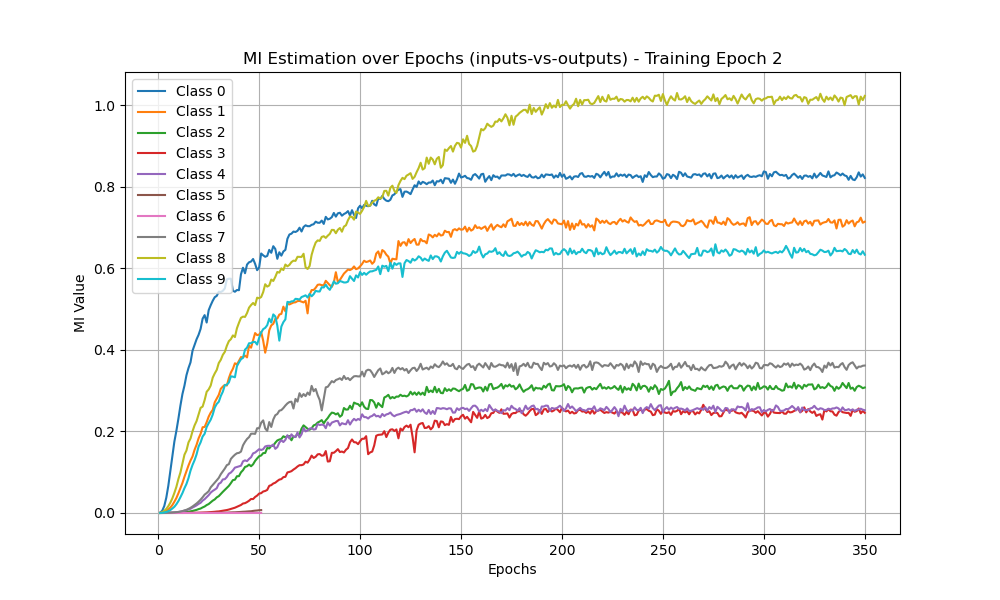 MI Estimation over Epochs (inputs-vs-outputs) - Training Epoch 2
Class 0
Class 1
Class 2
Class 3
Class 4
Class 5
Class 6
Class 7
Class 8
Class 9
MI Value
1.0
0.8
0.6
0.4
0.2
0.0
0 50 100 150 200 250 300 350
Epochs